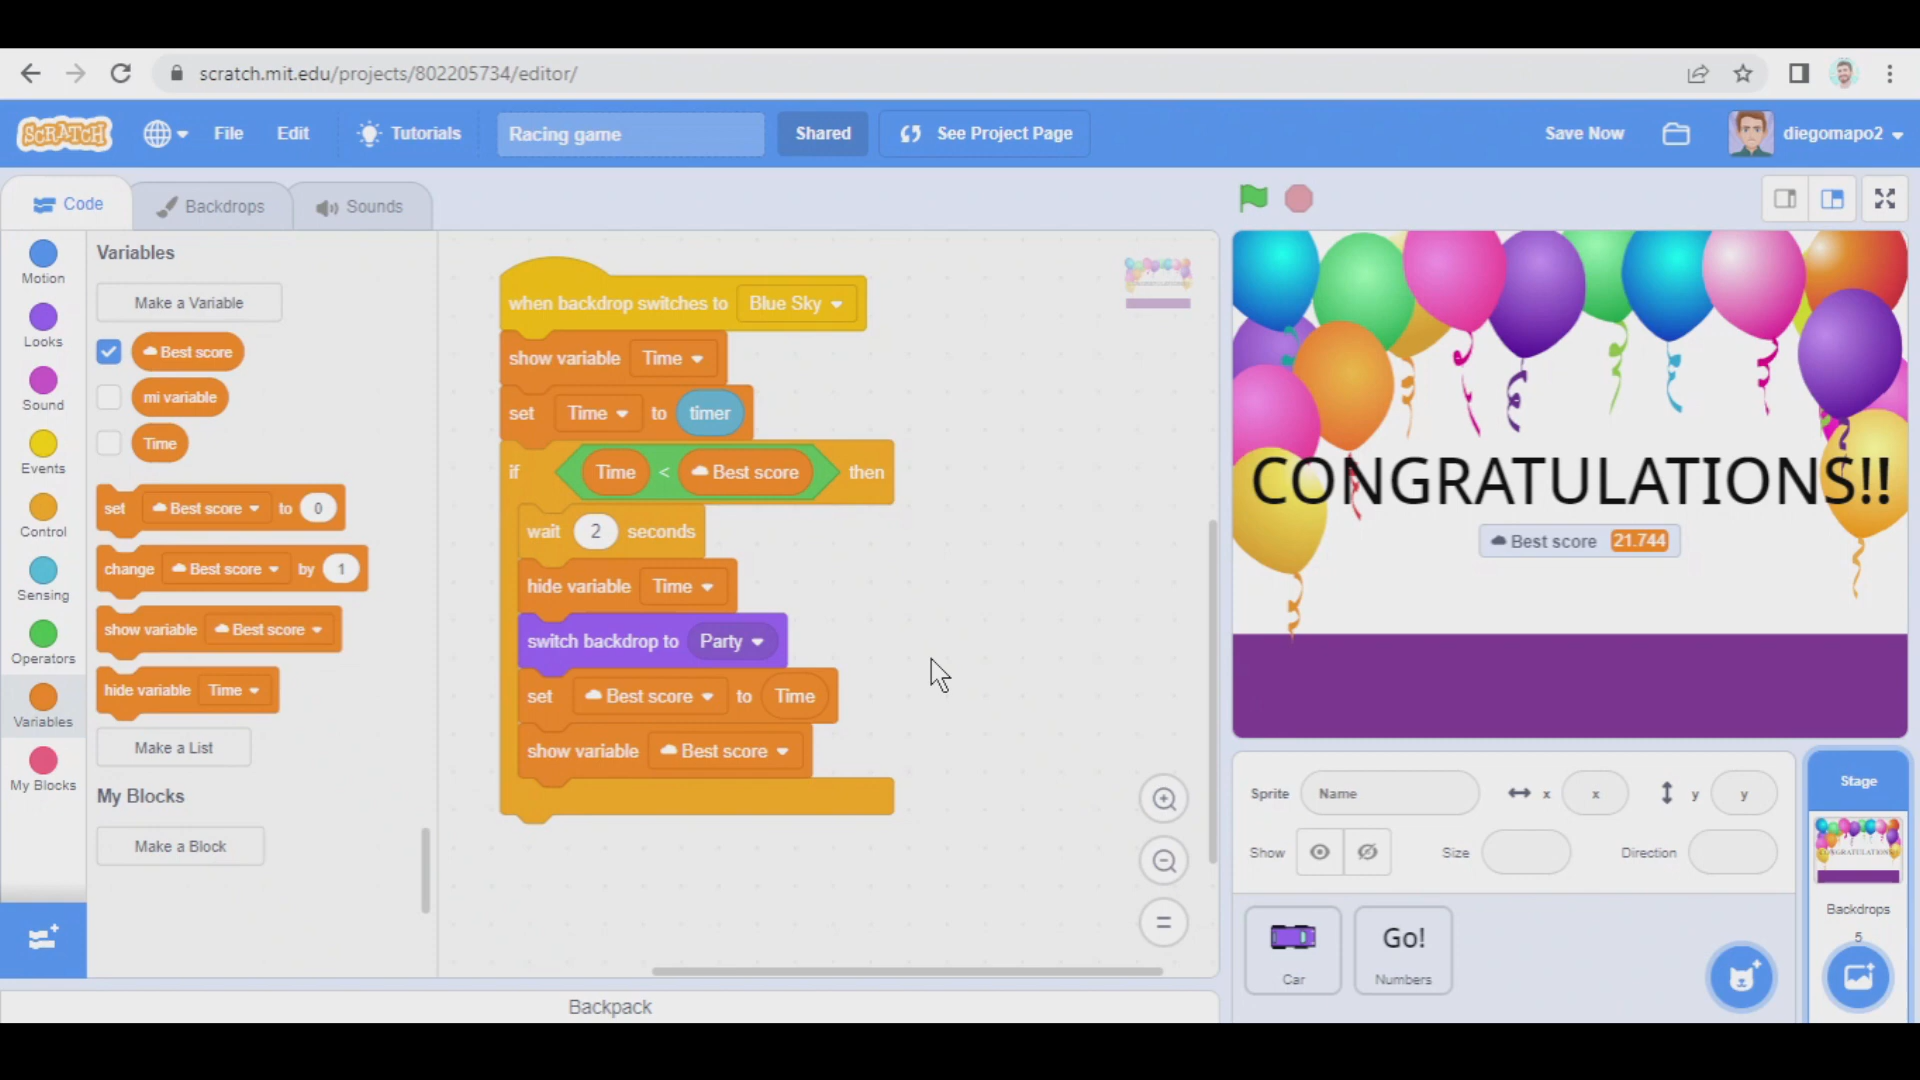 scratch.mit.edu/projects/802205734/editor/
SCRATCH File Edit Tutorials Racing game Shared See Project Page Save Now diegomapo2
Code Backdrops Sounds
Motion
Looks
Sound
Events
Control
Sensing
Operators
Variables
My Blocks
Variables
Make a Variable
Best score
mi variable
Time
set Best score to 0
change Best score by 1
show variable Best score
hide variable Time
Make a List
My Blocks
Make a Block
when backdrop switches to Blue Sky
show variable Time
set Time to timer
if Time < Best score then
wait 2 seconds
hide variable Time
switch backdrop to Party
set Best score to Time
show variable Best score
Backpack
CONGRATULATIONS!!
Best score 21.744
Sprite Name x x y y
Show Size Direction
Car
Go!
Numbers
Stage
CONGRATULATIONS!!
Backdrops
5